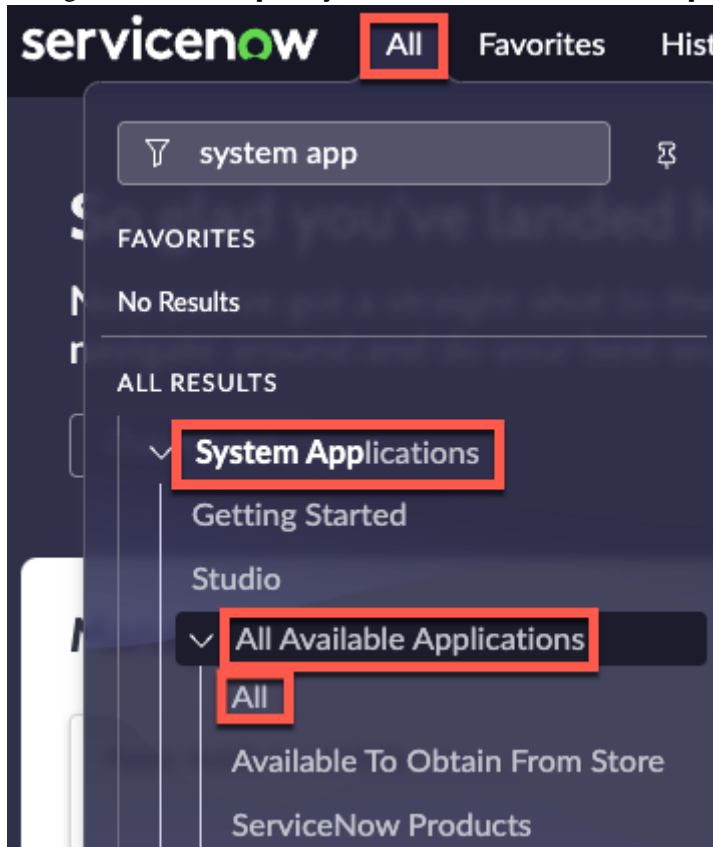 servicenow All Favorites Hist
system app
FAVORITES
No Results
ALL RESULTS
System Applications
Getting Started
Studio
All Available Applications
All
Available To Obtain From Store
ServiceNow Products